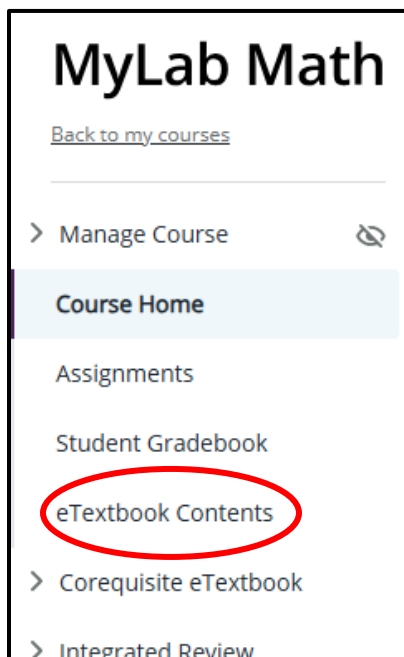 MyLab Math
Back to my courses
Manage Course
Course Home
Assignments
Student Gradebook
eTextbook Contents
Corequisite eTextbook
Integrated Review